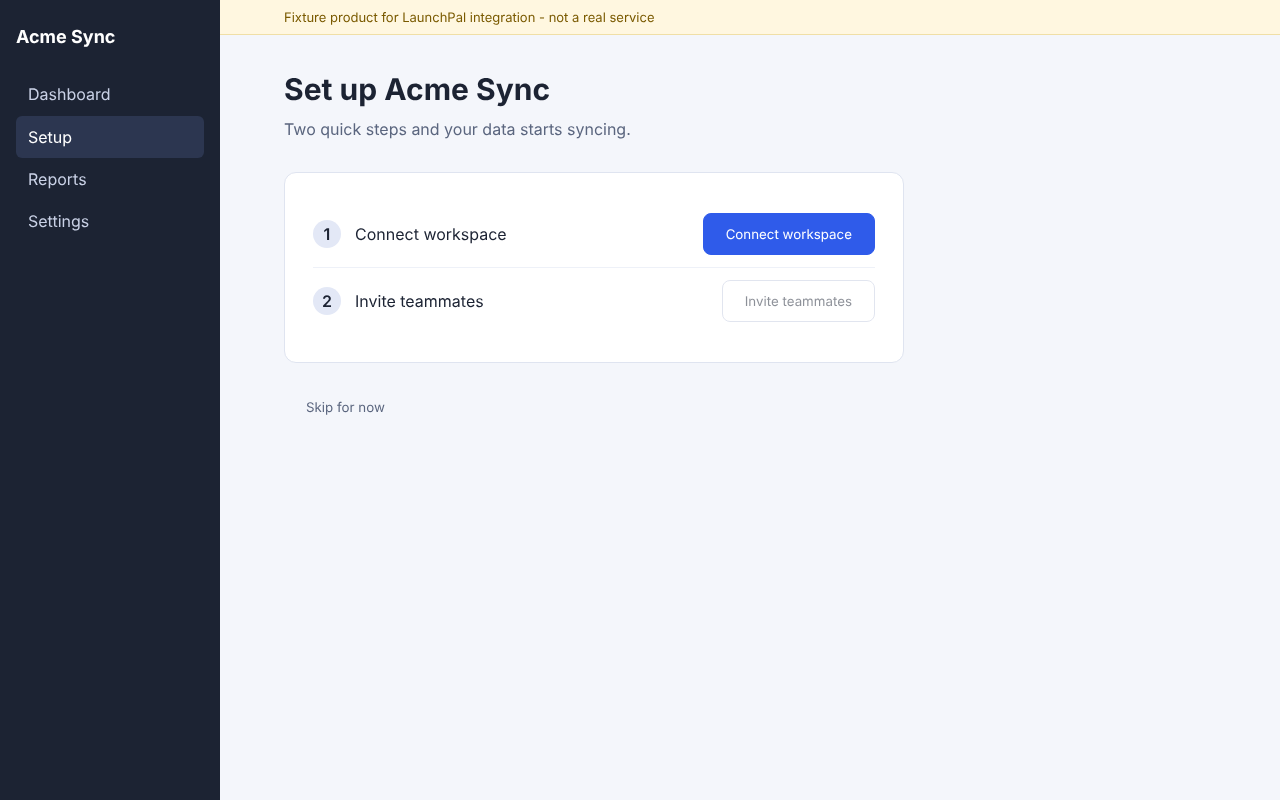 Fixture product for LaunchPal integration - not a real service
Acme Sync
Dashboard
Setup
Reports
Settings
Set up Acme Sync
Two quick steps and your data starts syncing.
1 Connect workspace Connect workspace
2 Invite teammates Invite teammates
Skip for now